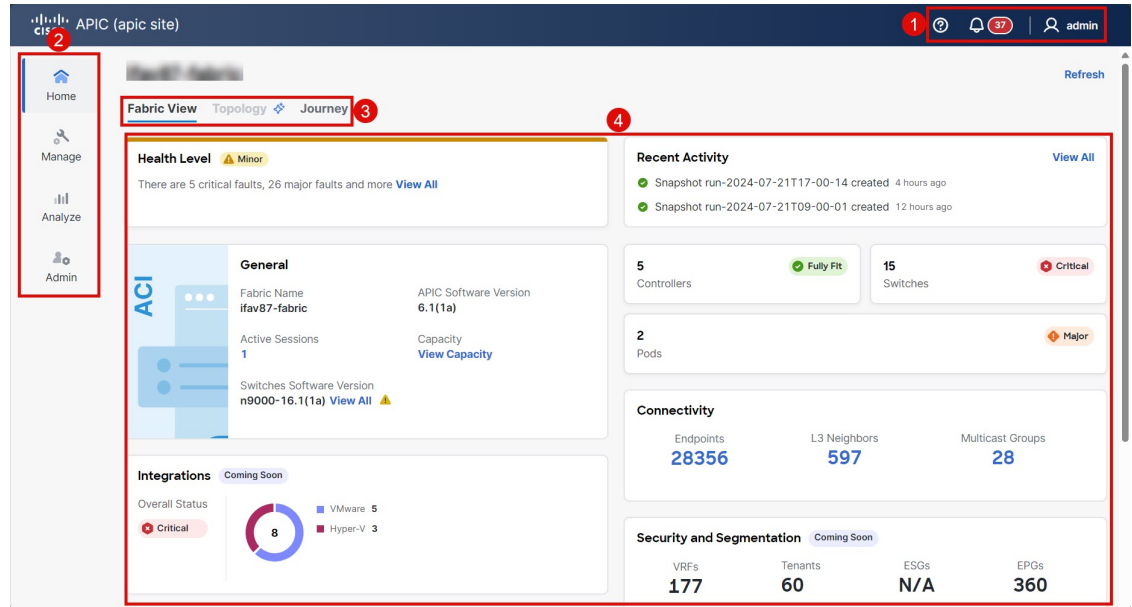 CISCO APIC (apic site)
1
37
admin
2
Home
Manage
Analyze
Admin
Refresh
Fabric View Topology Journey
3
4
Health Level Minor
There are 5 critical faults, 26 major faults and more View All
Recent Activity View All
Snapshot run-2024-07-21T17-00-14 created 4 hours ago
Snapshot run-2024-07-21T09-00-01 created 12 hours ago
ACI
General
Fabric Name
ifav87-fabric
APIC Software Version
6.1(1a)
Active Sessions
1
Capacity
View Capacity
Switches Software Version
n9000-16.1(1a) View All
5 Fully Fit
Controllers
15 Critical
Switches
2 Major
Pods
Connectivity
Endpoints L3 Neighbors Multicast Groups
28356 597 28
Integrations Coming Soon
Overall Status
Critical
8
VMware 5
Hyper-V 3
Security and Segmentation Coming Soon
VRFs Tenants ESGs EPGs
177 60 N/A 360